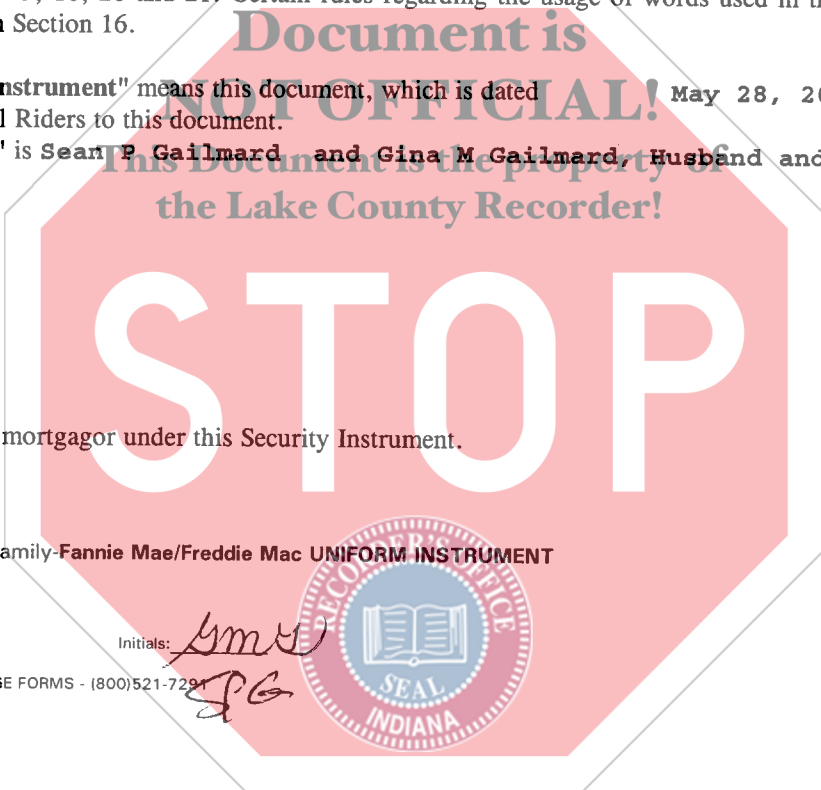 Section 16.
Document is
nstrument" means this document, which is dated May 28, 20
NOT OFFICIAL!
l Riders to this document.
" is Sean P Gailmard and Gina M Gailmard, Husband and
This Document is the property of
the Lake County Recorder!
STOP
mortgagor under this Security Instrument.
amily-Fannie Mae/Freddie Mac UNIFORM INSTRUMENT
RECORDER'S OFFICE
Initials: GMG
SEAL
GE FORMS - (800)521-7291 SPG
INDIANA